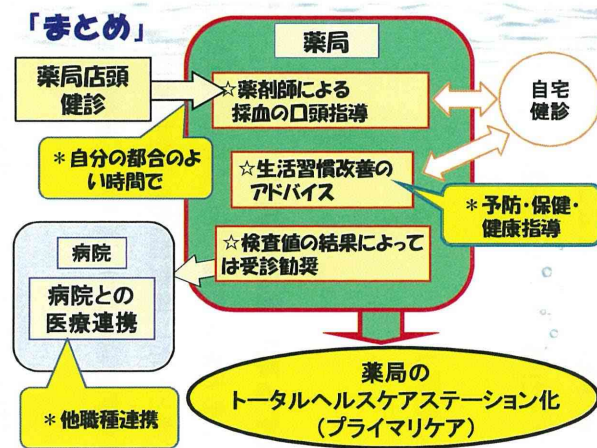 「まとめ」
薬局
薬局店頭
健診
☆薬剤師による
採血の口頭指導
自宅
健診
＊自分の都合のよ
い時間で
☆生活習慣改善の
アドバイス
＊予防・保健・
健康指導
☆検査値の結果によって
は受診勧奨
病院
病院との
医療連携
＊他職種連携
薬局の
トータルヘルスケアステーション化
（プライマリケア）